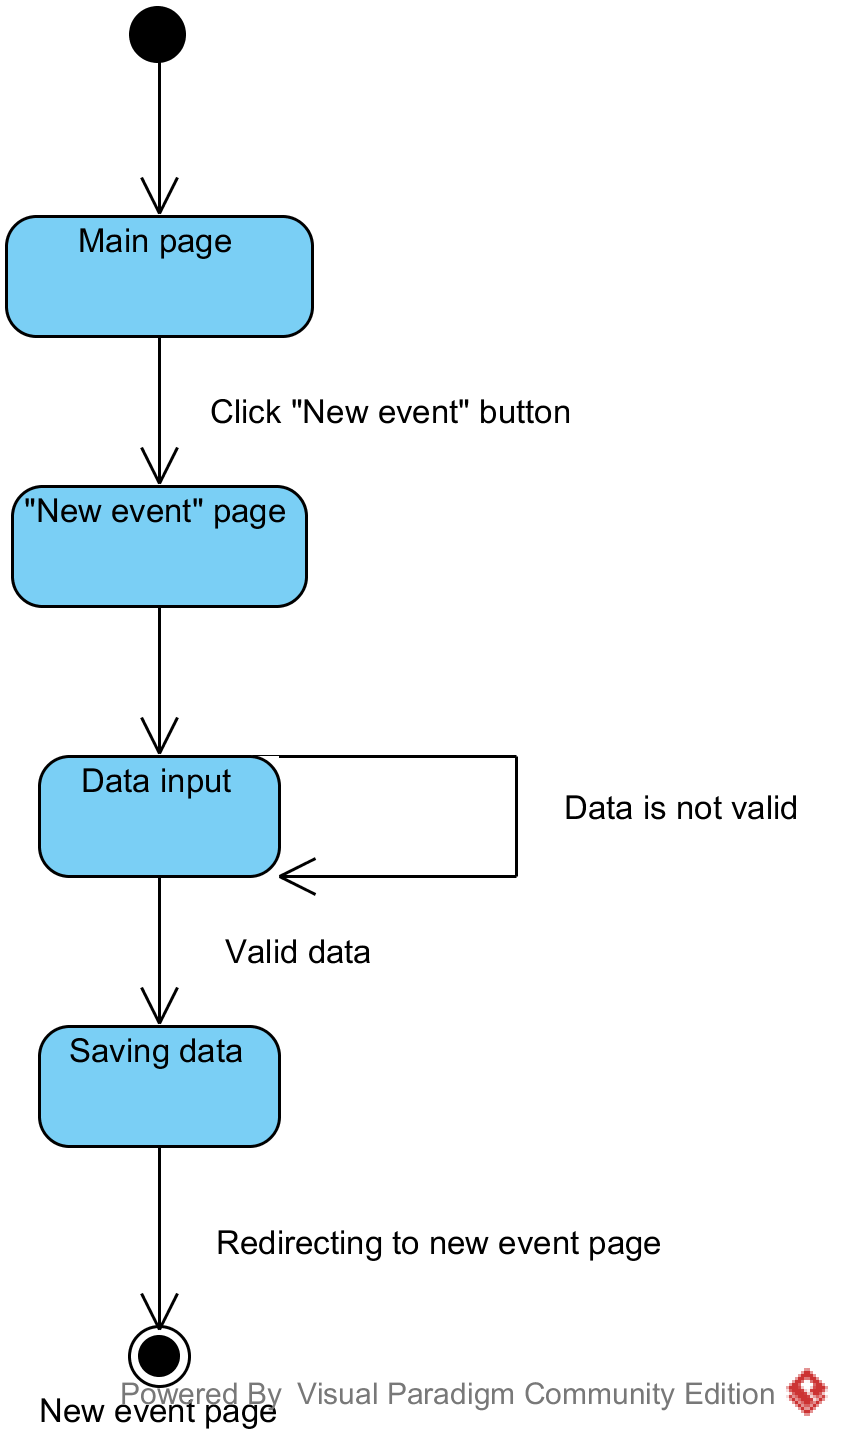 Main page
Click "New event" button
"New event" page
Data input
Data is not valid
Valid data
Saving data
Redirecting to new event page
Powered By Visual Paradigm Community Edition
New event page